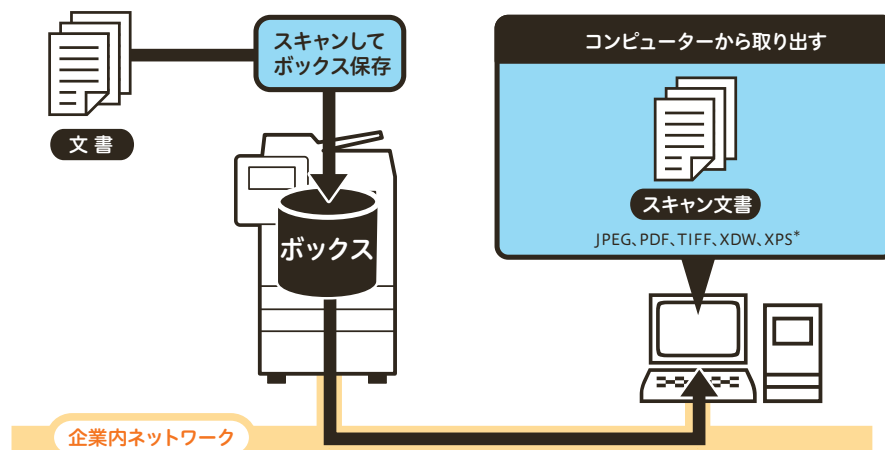 スキャンして
ボックス保存
コンピューターから取り出す
文書
スキャン文書
JPEG、PDF、TIFF、XDW、XPS*
ボックス
企業内ネットワーク